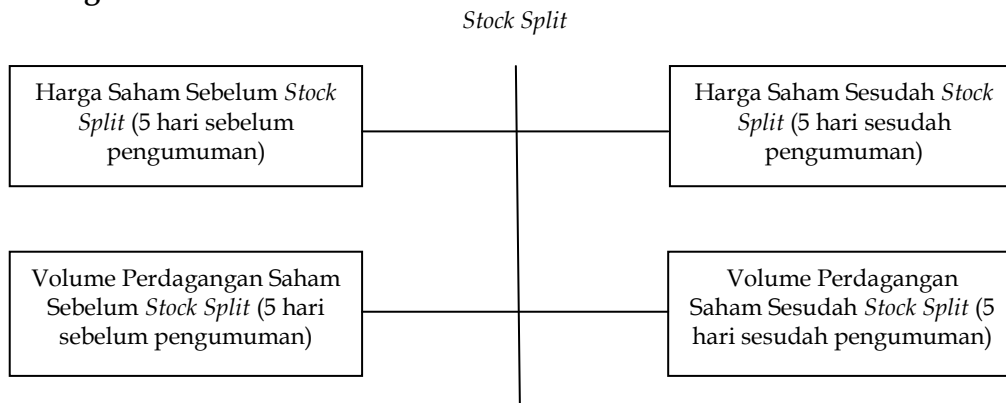 Stock Split
Harga Saham Sebelum Stock
Split (5 hari sebelum
pengumuman)
Harga Saham Sesudah Stock
Split (5 hari sesudah
pengumuman)
Volume Perdagangan Saham
Sebelum Stock Split (5 hari
sebelum pengumuman)
Volume Perdagangan
Saham Sesudah Stock Split (5
hari sesudah pengumuman)